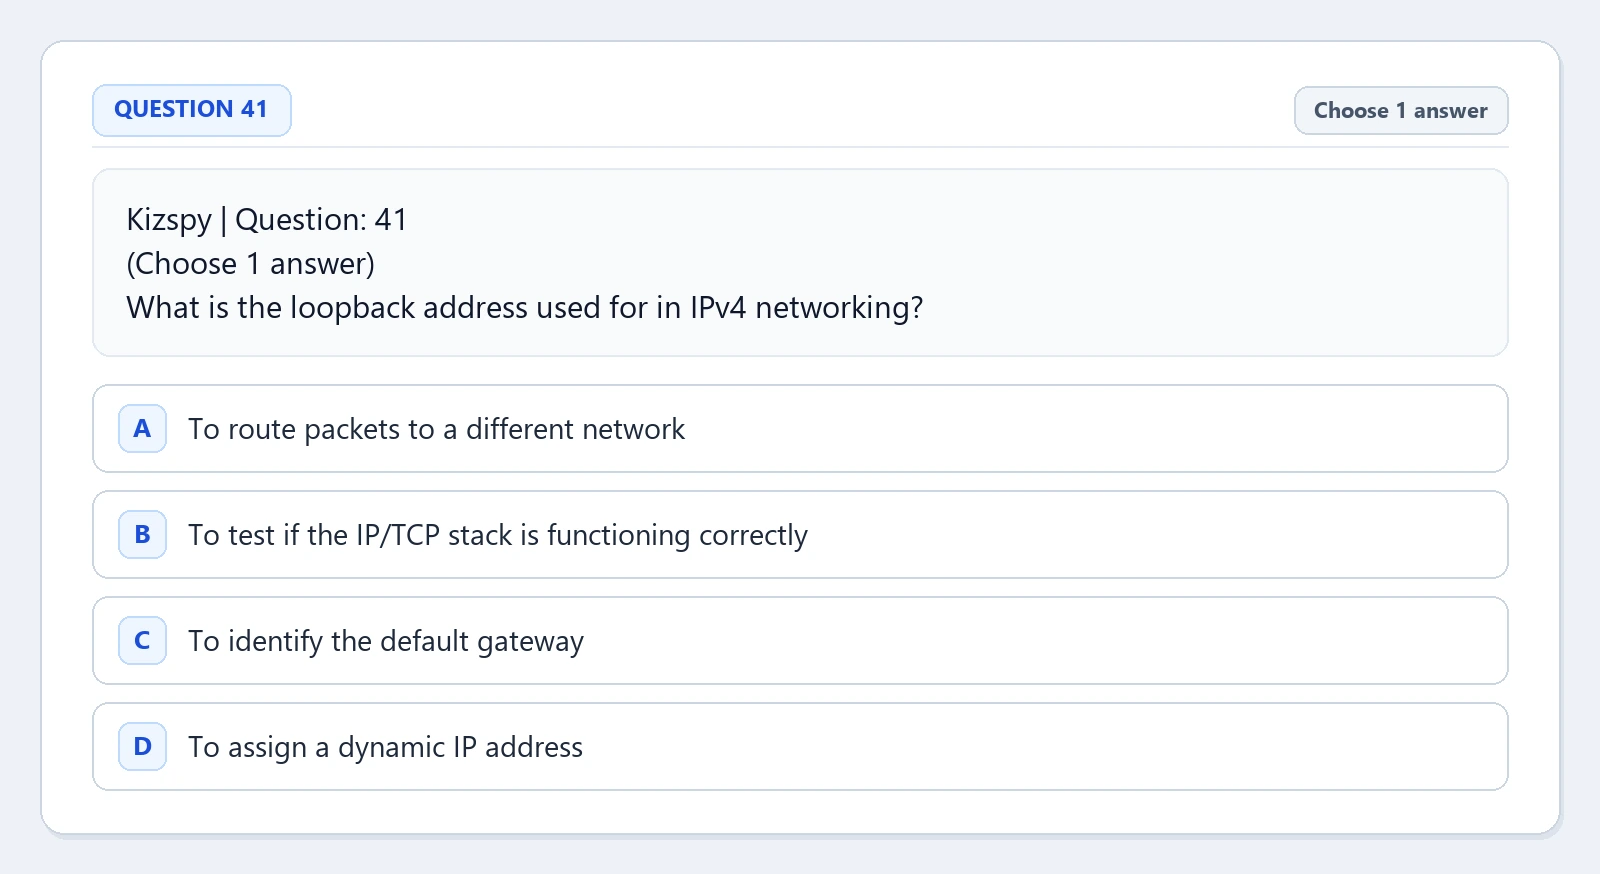 QUESTION 41
Choose 1 answer
Kizspy | Question: 41
(Choose 1 answer)
What is the loopback address used for in IPv4 networking?
A To route packets to a different network
B To test if the IP/TCP stack is functioning correctly
C To identify the default gateway
D To assign a dynamic IP address